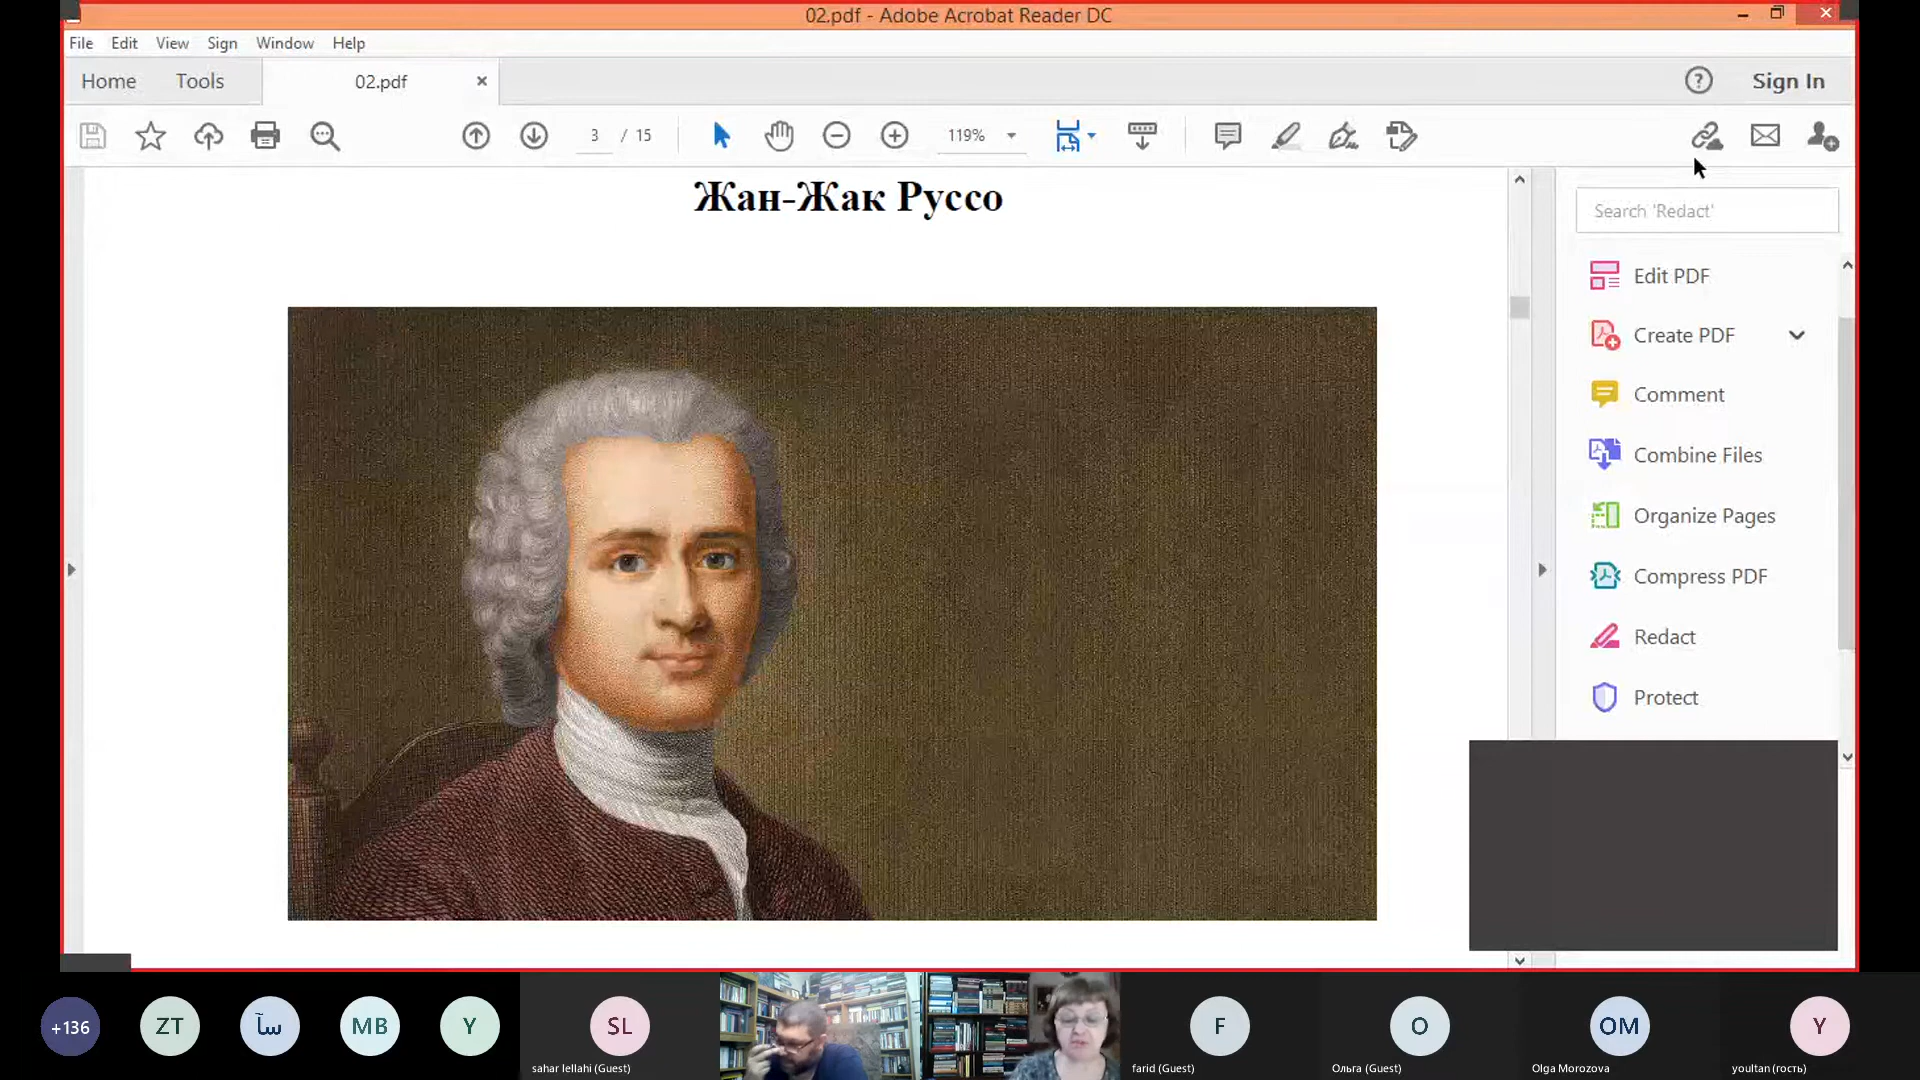 02.pdf - Adobe Acrobat Reader DC
File Edit View Sign Window Help
Home Tools 02.pdf Sign In
3 / 15 119%
Жан-Жак Руссо
Search 'Redact'
Edit PDF
Create PDF
Comment
Combine Files
Organize Pages
Compress PDF
Redact
Protect
+136 ZT سآ MB Y SL F O OM Y
sahar lellahi (Guest) farid (Guest) Ольга (Guest) Olga Morozova youltan (гость)